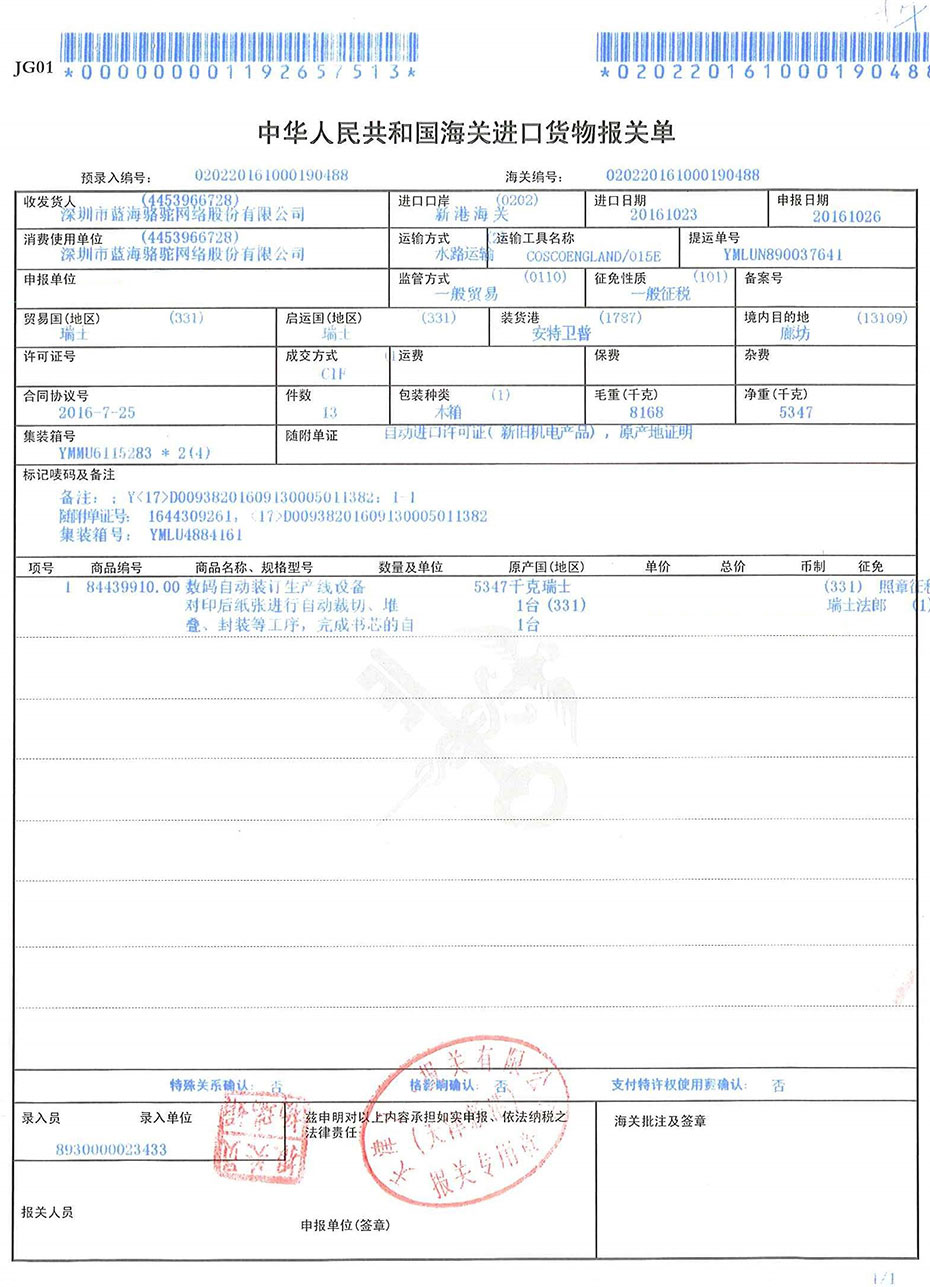 JG01 *000000001192657513* *0202201610001904 88
中华人民共和国海关进口货物报关单
预录入编号： 020220161000190488 海关编号： 020220161000190488
收发货人 (4453966728) 进口口岸 (0202) 进口日期 申报日期
深圳市蓝海骆驼网络股份有限公司 新港海关 20161023 20161026
消费使用单位 (4453966728) 运输方式 运输工具名称 提运单号
深圳市蓝海骆驼网络股份有限公司 水路运输 COSCOENGLAND/015E YMLUN890037641
申报单位 监管方式 (0110) 征免性质 (101) 备案号
一般贸易 一般征税
贸易国(地区) (331) 启运国(地区) (331) 装货港 (1787) 境内目的地 (13109)
瑞士 瑞士 安特卫普 廊坊
许可证号 成交方式 运费 保费 杂费
CIF
合同协议号 件数 包装种类 (1) 毛重(千克) 净重(千克)
2016-7-25 13 木箱 8168 5347
集装箱号 随附单证 自动进口许可证(新旧机电产品)，原产地证明
YMMU6115283 * 2(4)
标记唛码及备注
备注：；Y<17>D00938201609130005011382；1-1
随附单证号： 1644309261；<17>D00938201609130005011382
集装箱号： YMLU4884161
项号 商品编号 商品名称、规格型号 数量及单位 原产国(地区) 单价 总价 币制 征免
1 84439910.00 数码自动装订生产线设备 5347千克瑞士 (331) 照章征税
对印后纸张进行自动裁切、堆 1台 (331) 瑞士法郎 (1)
叠、封装等工序，完成书芯的自 1台
特殊关系确认： 否 格影响确认： 否 支付特许权使用费确认： 否
录入员 录入单位 兹申明对以上内容承担如实申报、依法纳税之 海关批注及签章
法律责任
8930000023433
报关有限公
报关专用章
报关人员
申报单位(签章)
1/1